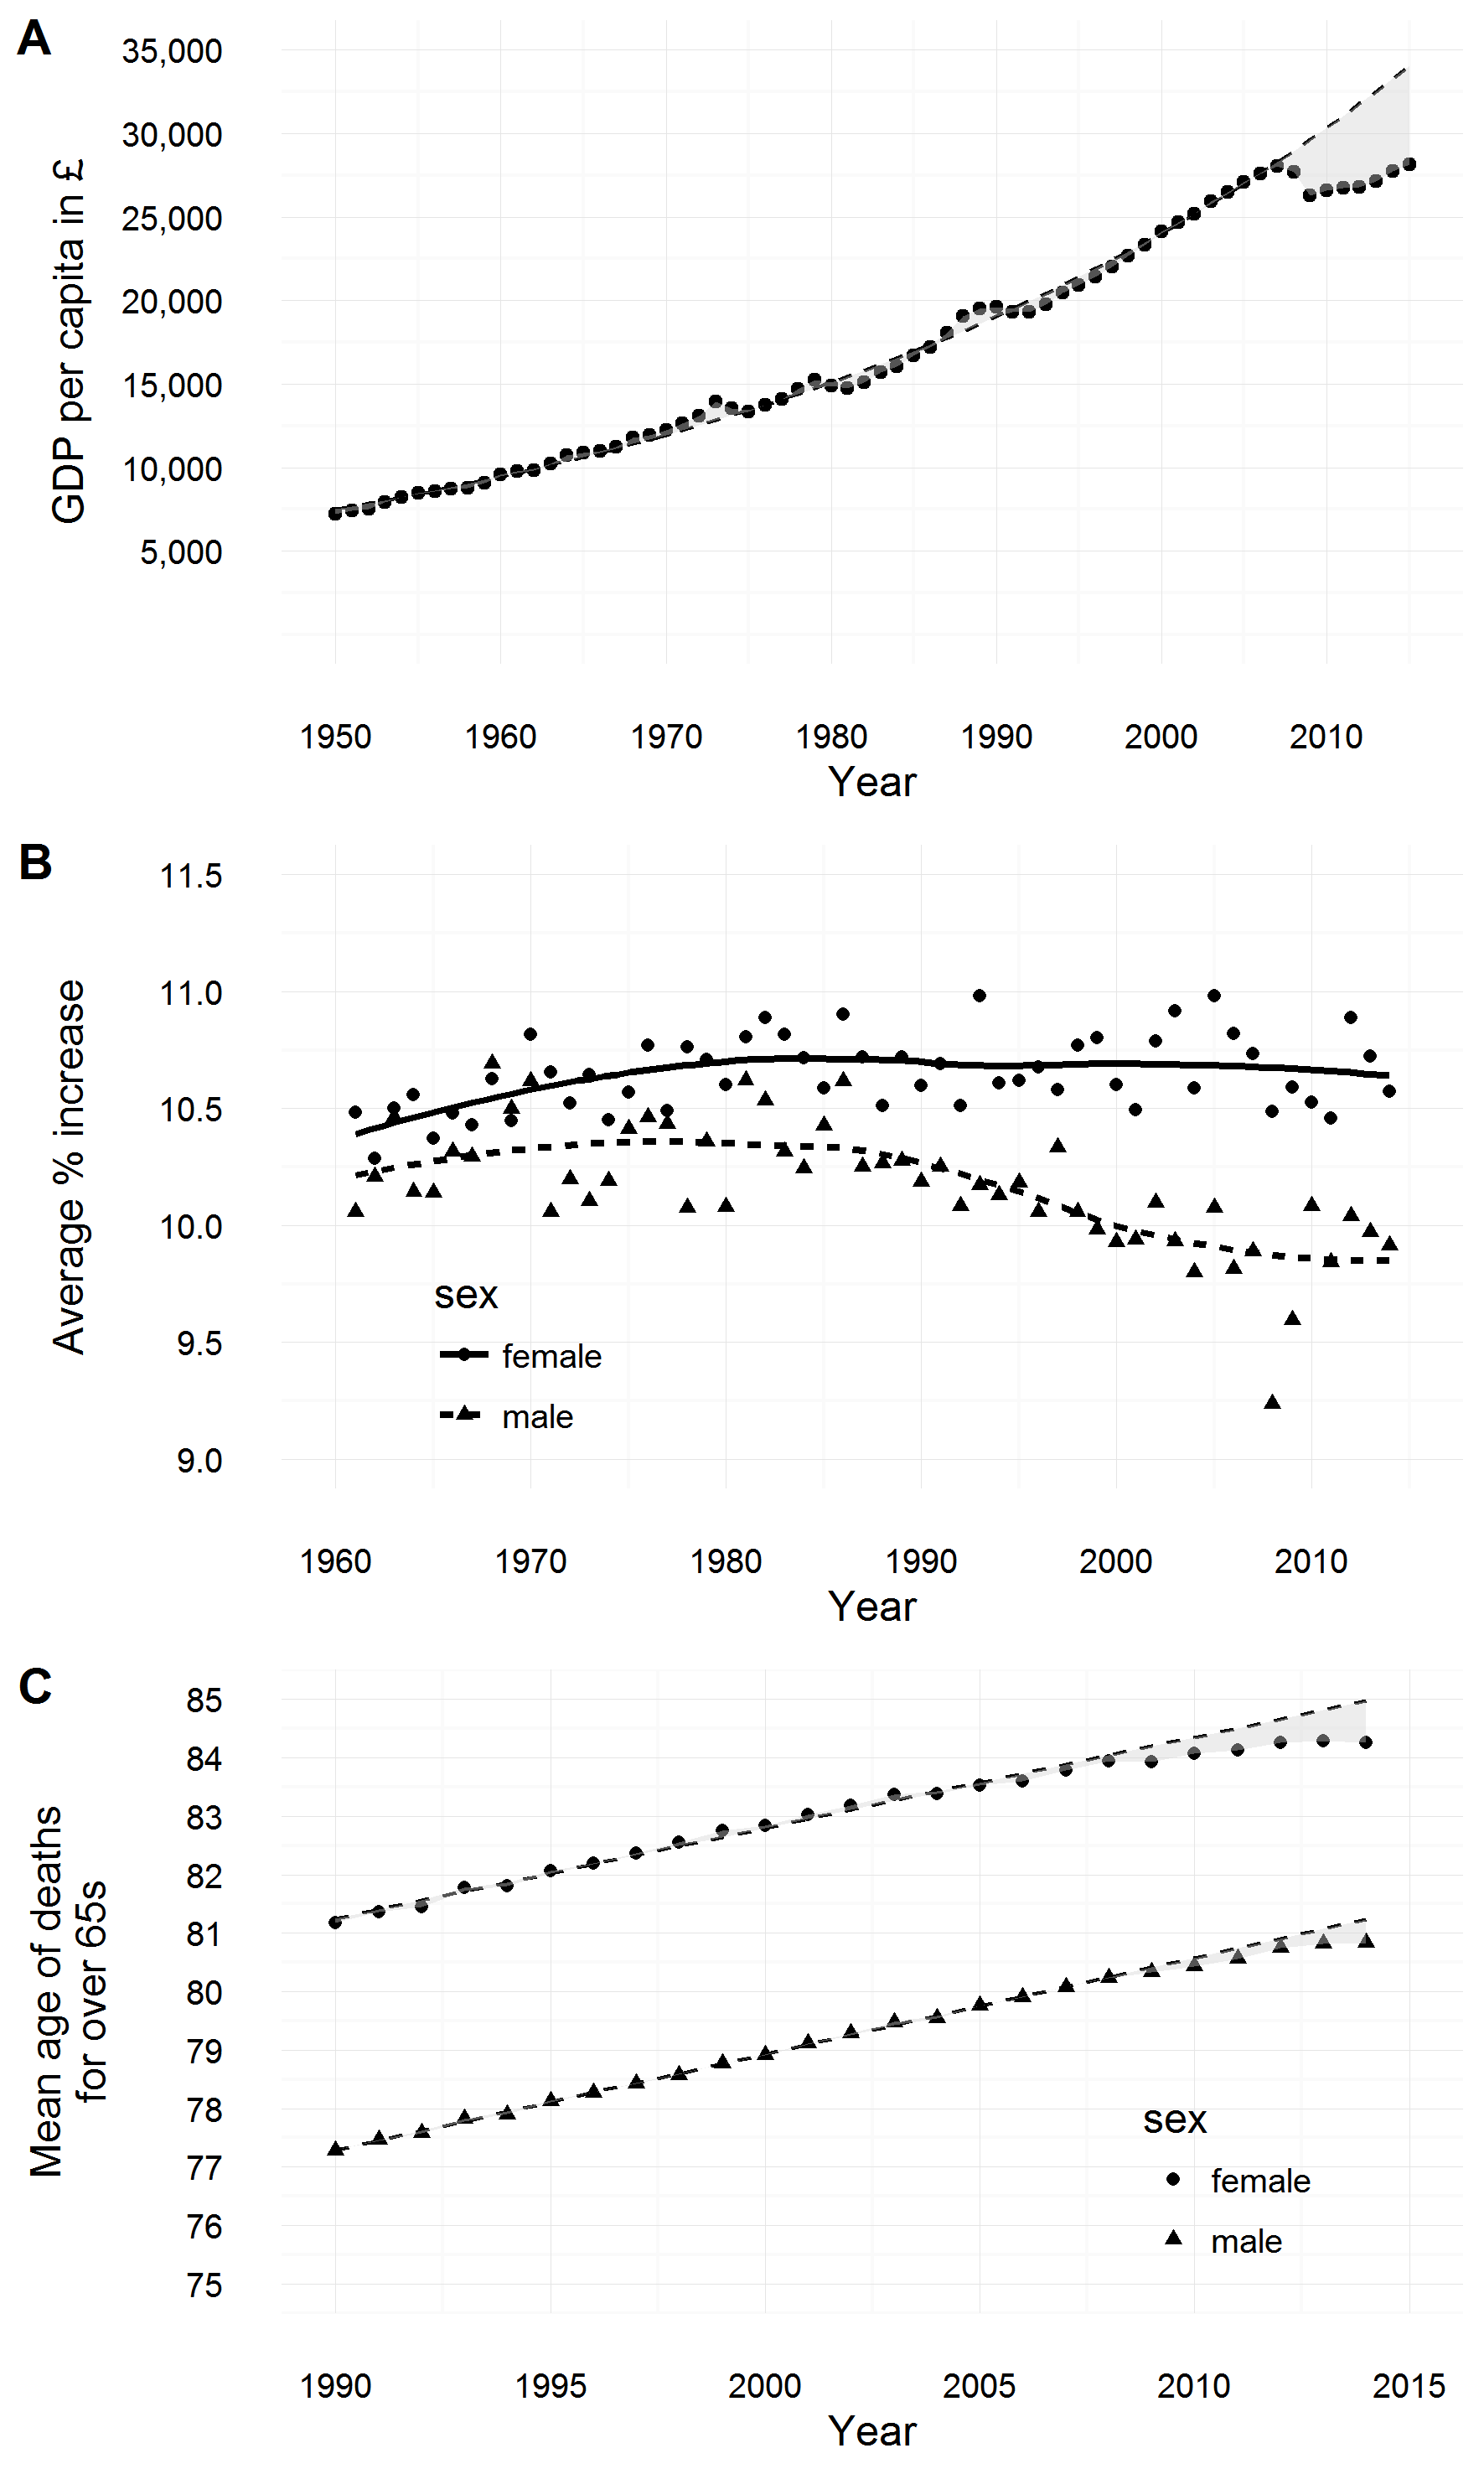 A
35,000
30,000
25,000
20,000
15,000
10,000
5,000
GDP per capita in £
1950 1960 1970 1980 1990 2000 2010
Year
B
11.5
11.0
10.5
10.0
9.5
9.0
Average % increase
sex
female
male
1960 1970 1980 1990 2000 2010
Year
C
85
84
83
82
81
80
79
78
77
76
75
Mean age of deaths
for over 65s
sex
female
male
1990 1995 2000 2005 2010 2015
Year